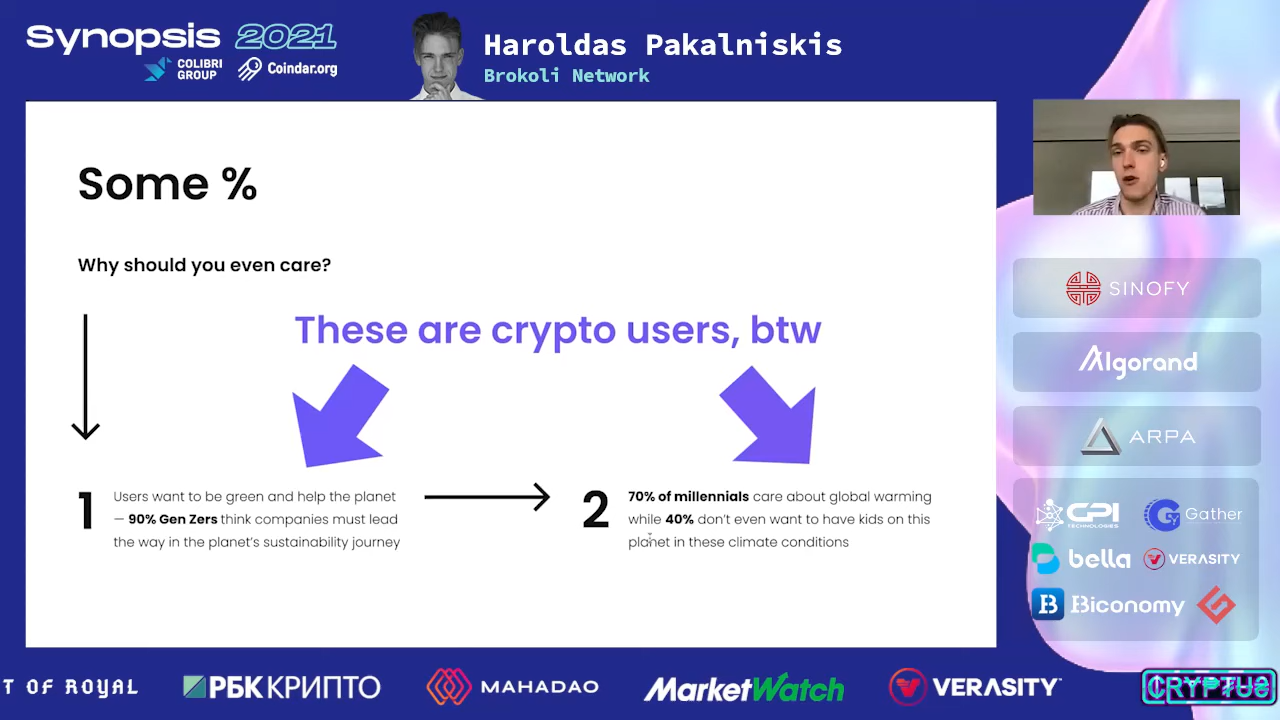 Synopsis 2021
COLIBRI
GROUP
Coindar.org
Haroldas Pakalniskis
Brokoli Network
Some %
Why should you even care?
These are crypto users, btw
1
Users want to be green and help the planet
— 90% Gen Zers think companies must lead
the way in the planet's sustainability journey
2
70% of millennials care about global warming
while 40% don't even want to have kids on this
planet in these climate conditions
SINOFY
Algorand
ARPA
CPI
TECHNOLOGIES
Gather
bella
VERASITY
Biconomy
T OF ROYAL
РБК КРИПТО
MAHADAO
MarketWatch
VERASITY